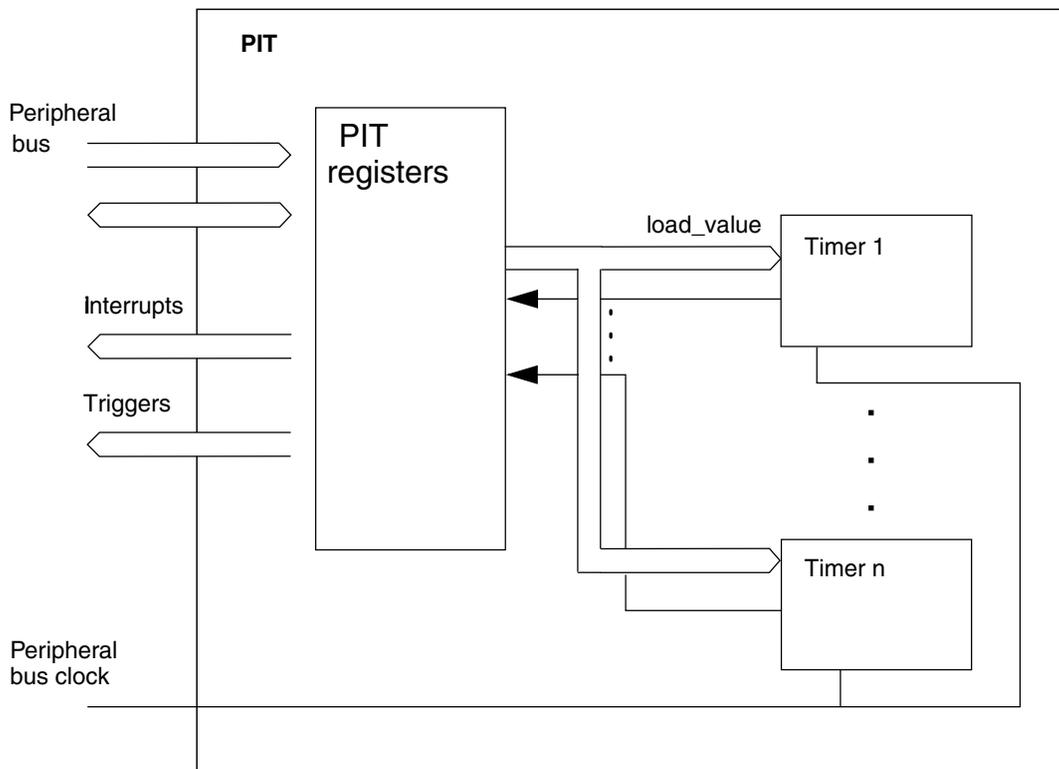 PIT
Peripheral
bus
PIT
registers
load_value
Timer 1
Interrupts
Triggers
Timer n
Peripheral
bus clock